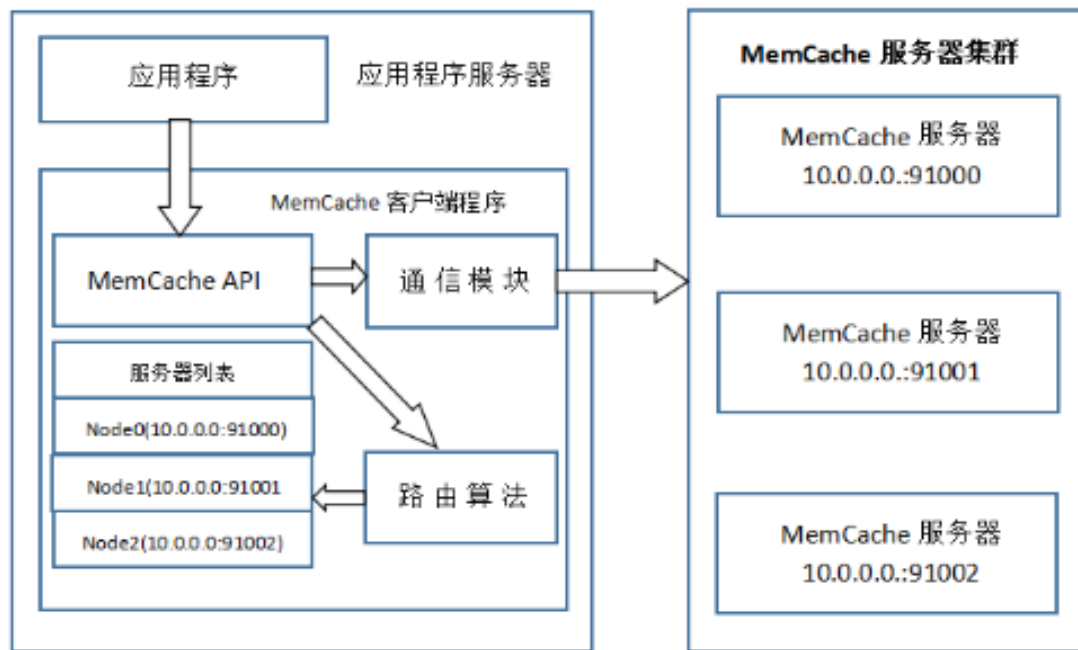 应用程序
应用程序服务器
MemCache 客户端程序
MemCache API
通信模块
服务器列表
Node0(10.0.0.0:91000)
Node1(10.0.0.0:91001
Node2(10.0.0.0:91002)
路由算法
MemCache 服务器集群
MemCache 服务器
10.0.0.0.:91000
MemCache 服务器
10.0.0.0.:91001
MemCache 服务器
10.0.0.0.:91002